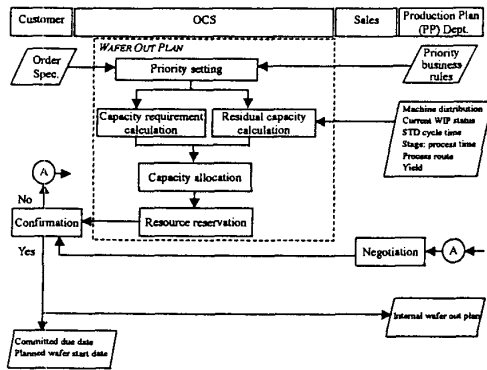 Customer
OCS
Sales
Production Plan
(PP) Dept.
WAFER OUT PLAN
Order
Spec.
Priority setting
Priority
business
rules
Capacity requirement
calculation
Residual capacity
calculation
Machine distribution
Current WIP status
STD cycle time
Stage: process time
Process route
Yield
A
No
Capacity allocation
Confirmation
Resource reservation
Yes
Negotiation
A
Internal wafer out plan
Committed due date
Planned wafer start date